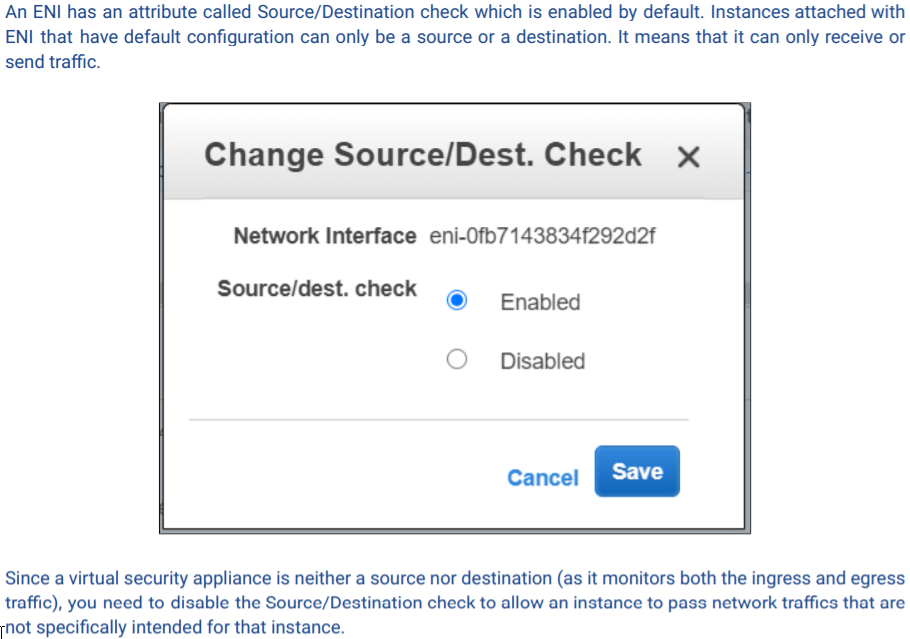 An ENI has an attribute called Source/Destination check which is enabled by default. Instances attached with
ENI that have default configuration can only be a source or a destination. It means that it can only receive or
send traffic.
Change Source/Dest. Check ×
Network Interface eni-0fb7143834f292d2f
Source/dest. check
Enabled
Disabled
Cancel Save
Since a virtual security appliance is neither a source nor destination (as it monitors both the ingress and egress
traffic), you need to disable the Source/Destination check to allow an instance to pass network traffics that are
not specifically intended for that instance.